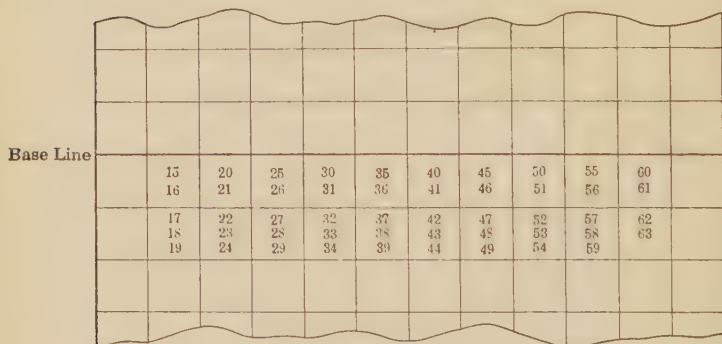 Base Line
15 20 25 30 35 40 45 50 55 60
16 21 26 31 36 41 46 51 56 61
17 22 27 32 37 42 47 52 57 62
18 23 28 33 38 43 48 53 58 63
19 24 29 34 39 44 49 54 59